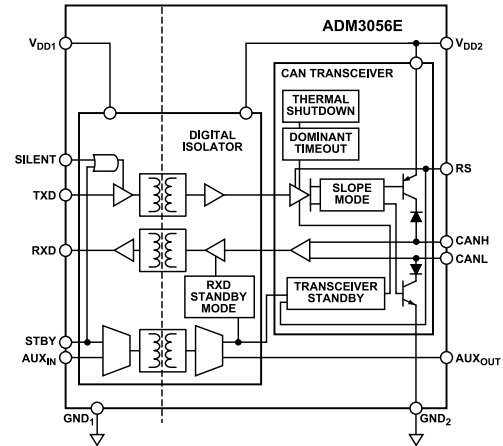 ADM3056E
VDD1
VDD2
CAN TRANSCEIVER
THERMAL
SHUTDOWN
DOMINANT
TIMEOUT
DIGITAL
ISOLATOR
SILENT
RS
TXD
SLOPE
MODE
RXD
CANH
CANL
RXD
STANDBY
MODE
TRANSCEIVER
STANDBY
STBY
AUXIN
AUXOUT
GND1
GND2